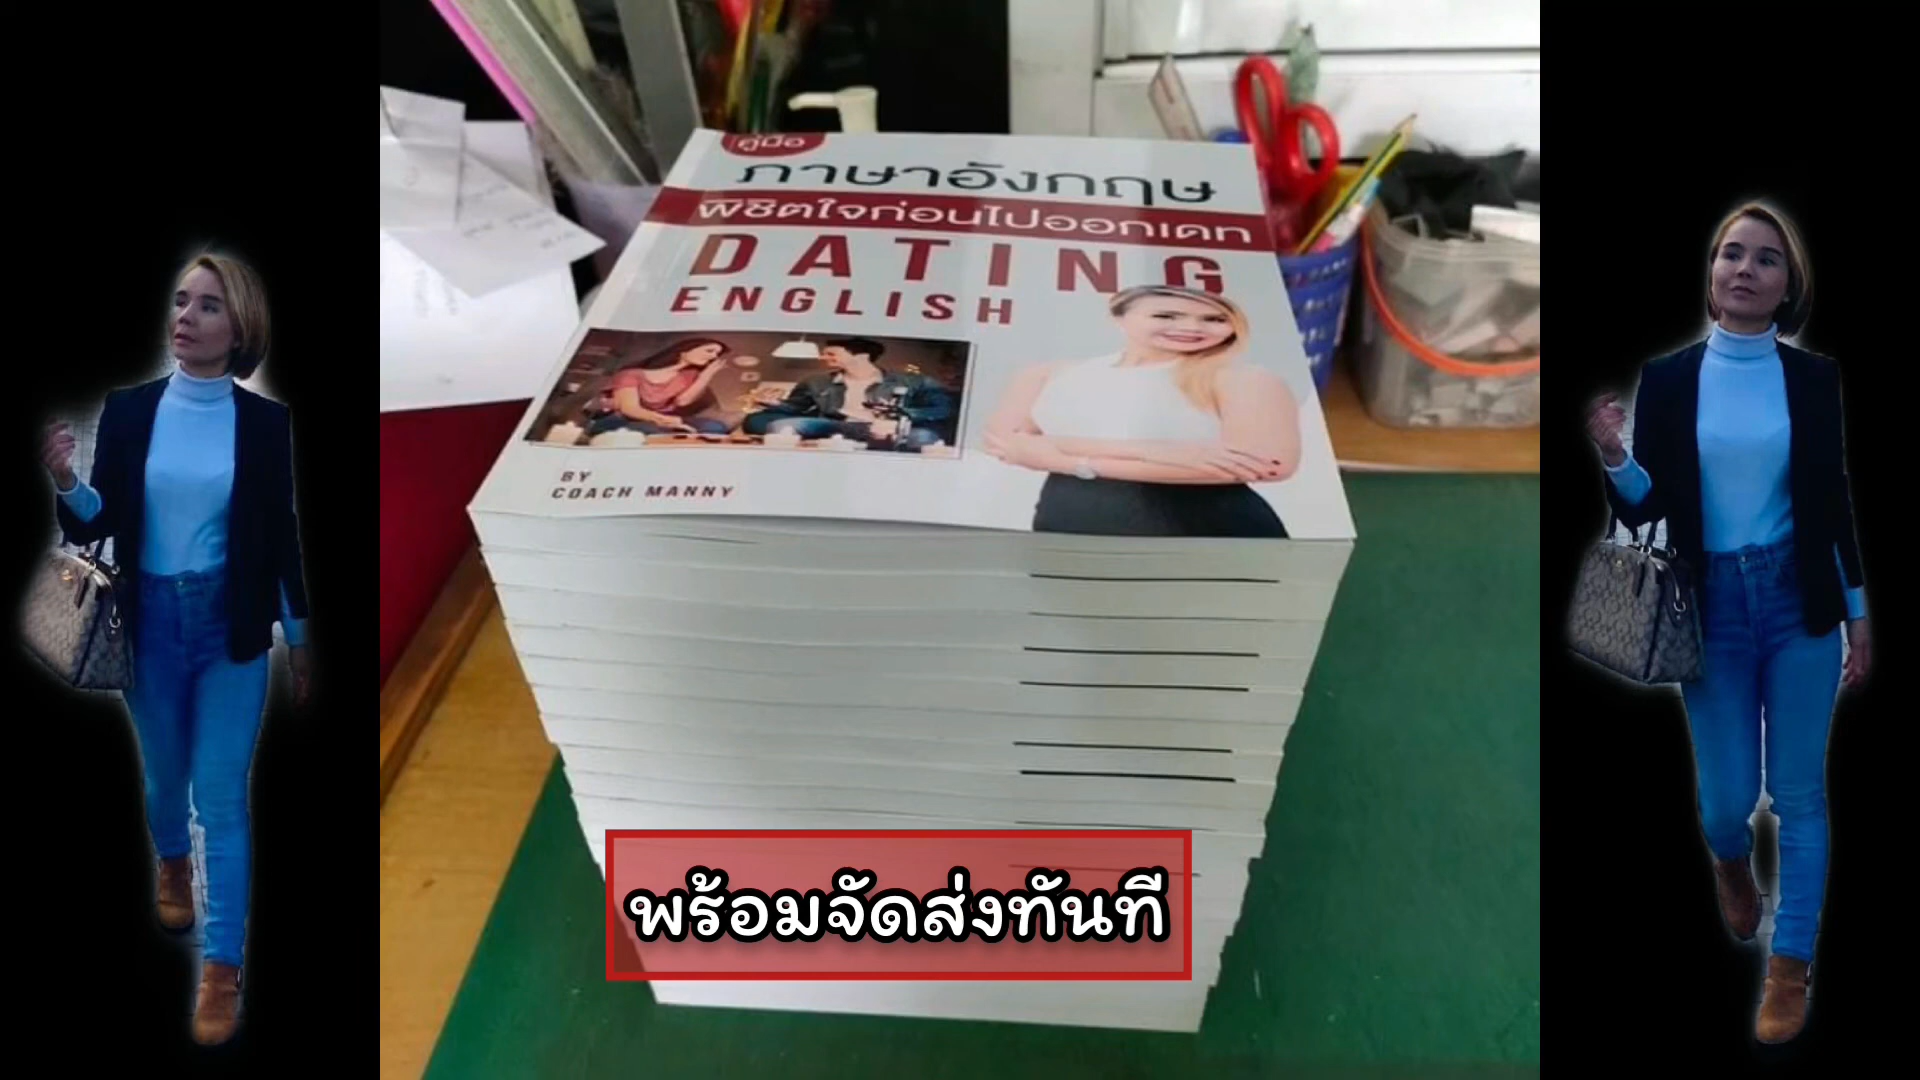 คู่มือ
ภาษาอังกฤษ
พิชิตใจก่อนไปออกเดท
DATING
ENGLISH
BY
COACH MANNY
พร้อมจัดส่งทันที